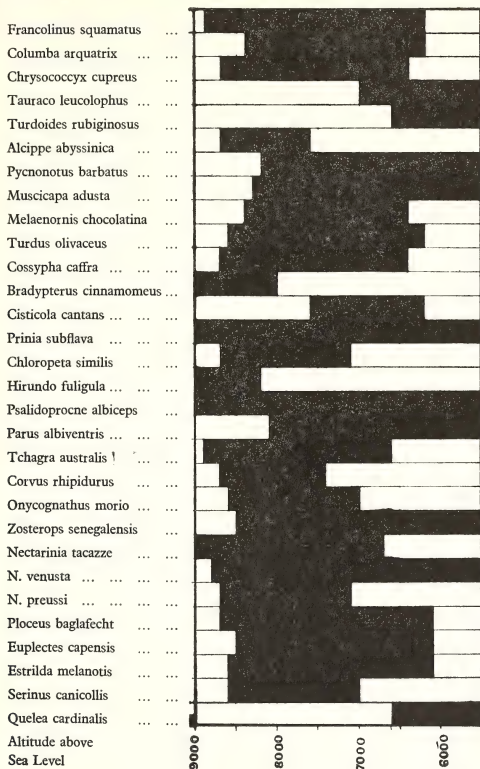 Francolinus squamatus ...
Columba arquatrix ... ...
Chrysococcyx cupreus ...
Tauraco leucolophus ... ...
Turdoides rubiginosus ...
Alcippe abyssinica ... ...
Pycnonotus barbatus ...
Muscicapa adusta ... ...
Melaenornis chocolatina ...
Turdus olivaceus ... ...
Cossypha caffra ... ... ...
Bradypterus cinnamomeus ...
Cisticola cantans ... ... ...
Prinia subflava ... ... ...
Chloropeta similis ... ...
Hirundo fuligula ... ... ...
Psalidoprocne albiceps ...
Parus albiventris ... ... ...
Tchagra australis ... ...
Corvus rhipidurus ... ...
Onycognathus morio ... ...
Zosterops senegalensis ...
Nectarinia tacazze ... ...
N. venusta ... ... ... ...
N. preussi ... ... ... ...
Ploceus baglafecht ... ...
Euplectes capensis ... ...
Estrilda melanotis ... ...
Serinus canicollis ... ...
Quelea cardinalis ... ...
Altitude above
Sea Level
9000 8000 7000 6000